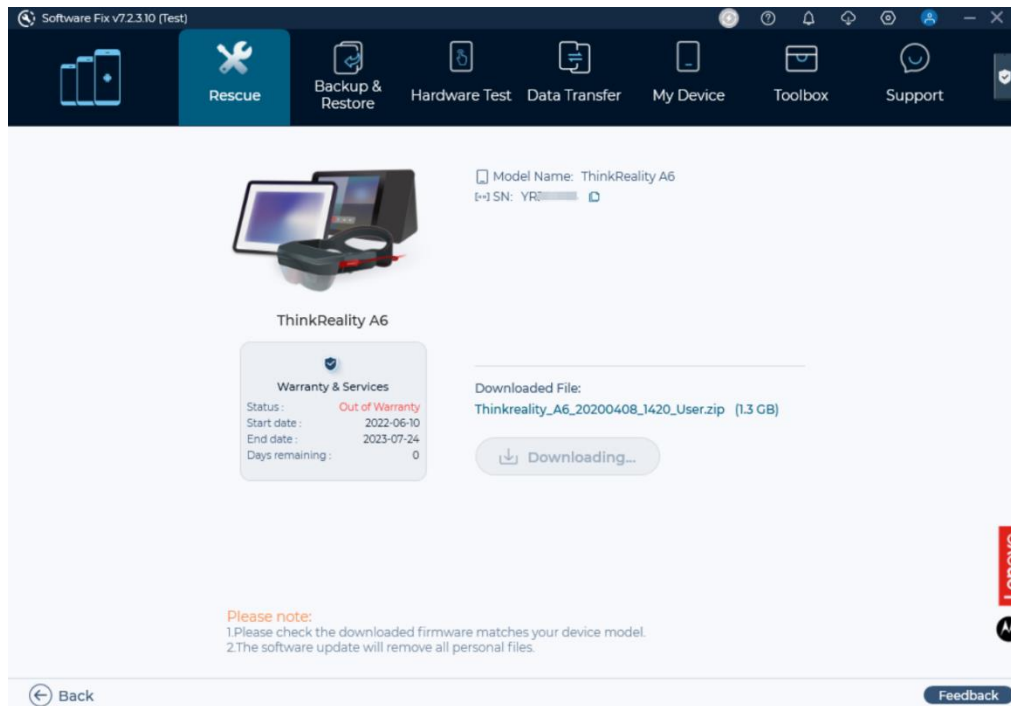 Software Fix v7.2.3.10 (Test)
Rescue
Backup &
Restore
Hardware Test
Data Transfer
My Device
Toolbox
Support
Model Name: ThinkReality A6
SN: YR
ThinkReality A6
Warranty & Services
Status : Out of Warranty
Start date : 2022-06-10
End date : 2023-07-24
Days remaining : 0
Downloaded File:
Thinkreality_A6_20200408_1420_User.zip (1.3 GB)
Downloading...
Lenovo
Please note:
1.Please check the downloaded firmware matches your device model.
2.The software update will remove all personal files.
Back
Feedback